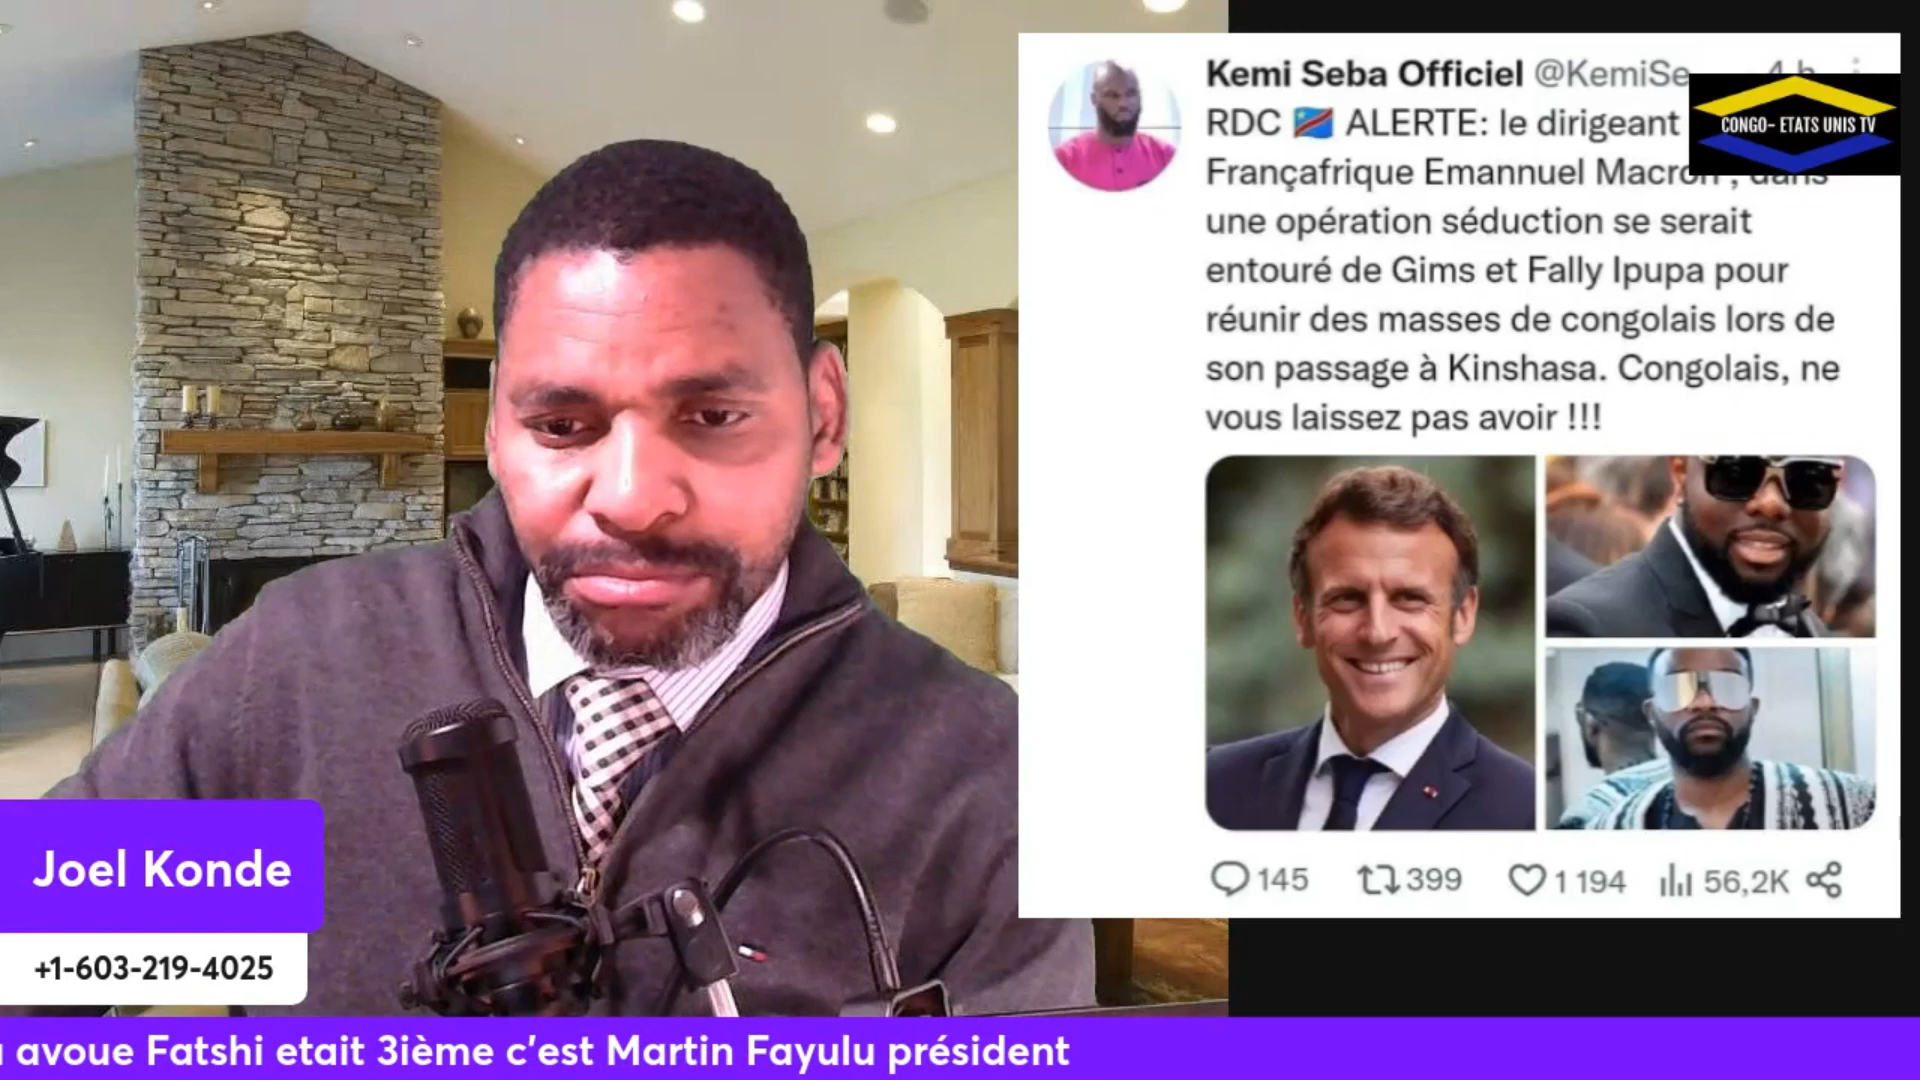 Kemi Seba Officiel @KemiSe
4 h
RDC 🇨🇩 ALERTE: le dirigeant
CONGO- ETATS UNIS TV
Françafrique Emannuel Macron , dans
une opération séduction se serait
entouré de Gims et Fally Ipupa pour
réunir des masses de congolais lors de
son passage à Kinshasa. Congolais, ne
vous laissez pas avoir !!!
145 399 1 194 56,2K
Joel Konde
+1-603-219-4025
avoue Fatshi etait 3ième c'est Martin Fayulu président